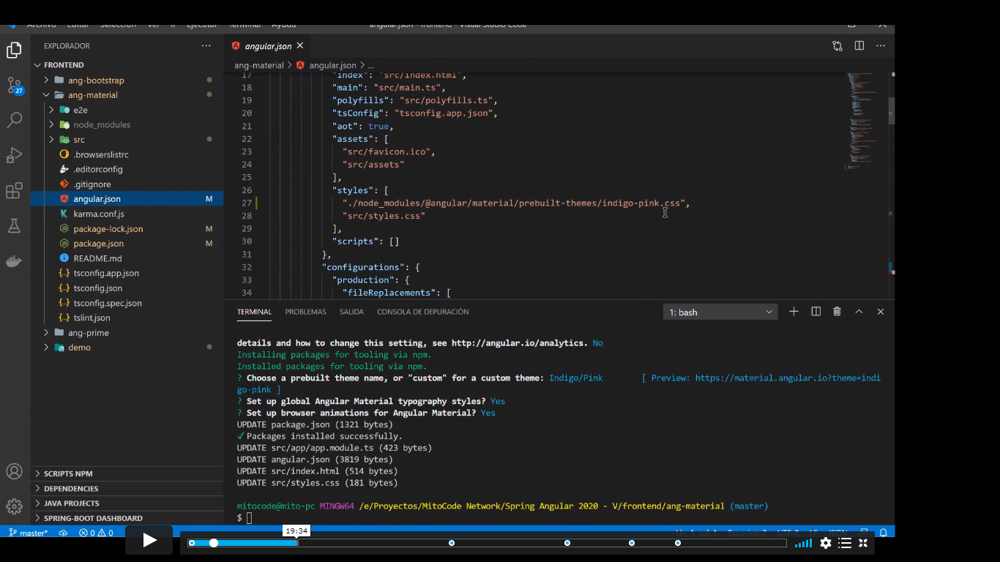 Archivo Editar Selección Ver Ir Ejecutar Terminal Ayuda
angular.json - frontend - Visual Studio Code
EXPLORADOR
FRONTEND
ang-bootstrap
ang-material
e2e
node_modules
src
.browserslistrc
.editorconfig
.gitignore
angular.json M
karma.conf.js
package-lock.json M
package.json M
README.md
tsconfig.app.json
tsconfig.json
tsconfig.spec.json
tslint.json
ang-prime
demo
27
SCRIPTS NPM
DEPENDENCIES
JAVA PROJECTS
SPRING-BOOT DASHBOARD
angular.json
ang-material > angular.json > ...
17 "index": "src/index.html",
18 "main": "src/main.ts",
19 "polyfills": "src/polyfills.ts",
20 "tsConfig": "tsconfig.app.json",
21 "aot": true,
22 "assets": [
23 "src/favicon.ico",
24 "src/assets"
25 ],
26 "styles": [
27 "./node_modules/@angular/material/prebuilt-themes/indigo-pink.css",
28 "src/styles.css"
29 ],
30 "scripts": []
31 },
32 "configurations": {
33 "production": {
34 "fileReplacements": [
TERMINAL PROBLEMAS SALIDA CONSOLA DE DEPURACIÓN 1: bash
details and how to change this setting, see http://angular.io/analytics. No
Installing packages for tooling via npm.
Installed packages for tooling via npm.
? Choose a prebuilt theme name, or "custom" for a custom theme: Indigo/Pink [ Preview: https://material.angular.io?theme=indi
go-pink ]
? Set up global Angular Material typography styles? Yes
? Set up browser animations for Angular Material? Yes
UPDATE package.json (1321 bytes)
✓ Packages installed successfully.
UPDATE src/app/app.module.ts (423 bytes)
UPDATE angular.json (3819 bytes)
UPDATE src/index.html (514 bytes)
UPDATE src/styles.css (181 bytes)
mitocode@mito-pc MINGW64 /e/Proyectos/MitoCode Network/Spring Angular 2020 - V/frontend/ang-material (master)
$
master* 0 0
19:34